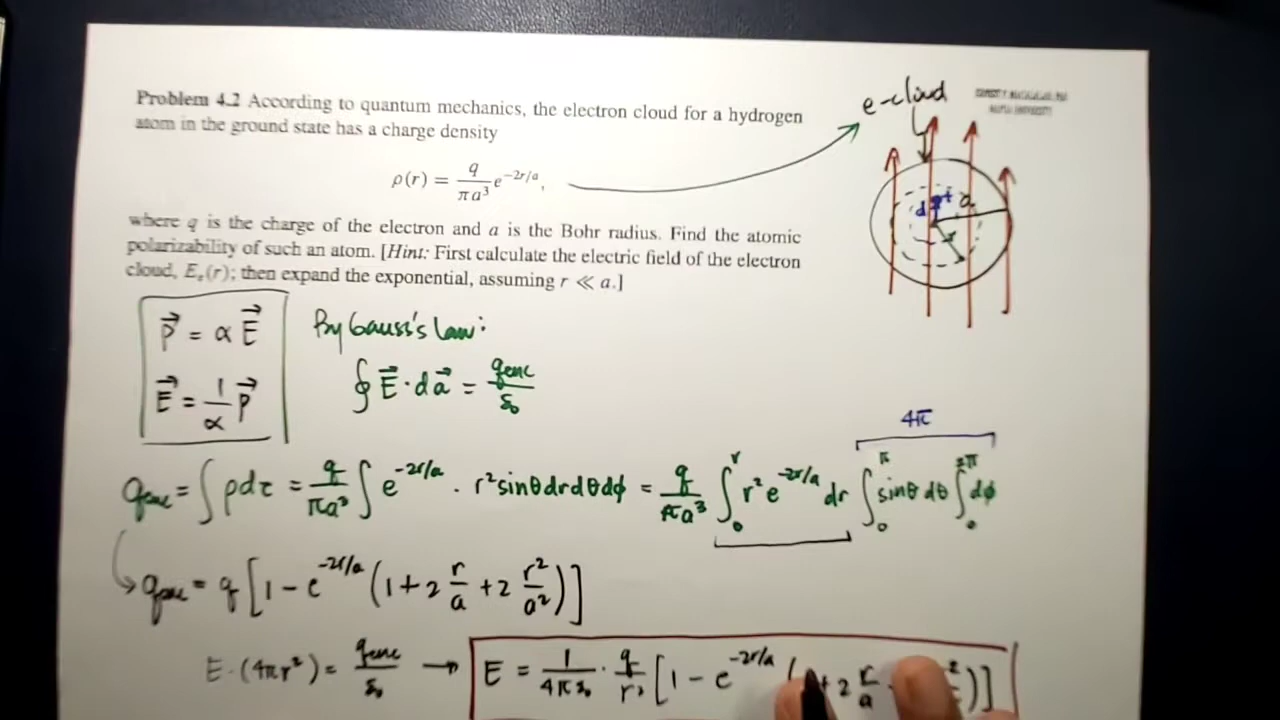 Problem 4.2 According to quantum mechanics, the electron cloud for a hydrogen
atom in the ground state has a charge density
ρ(r) = q/πa³ e^{-2r/a},
where q is the charge of the electron and a is the Bohr radius. Find the atomic
polarizability of such an atom. [Hint: First calculate the electric field of the electron
cloud, Eₑ(r); then expand the exponential, assuming r ≪ a.]
e-cloud
d + a
r
P⃗ = α E⃗
E⃗ = 1/α P⃗
By Gauss's Law:
∮ E⃗ · da⃗ = q_enc/ε₀
4π
q_enc = ∫ ρdτ = q/πa³ ∫ e^{-2r/a} · r² sinθ dr dθ dϕ = q/πa³ ∫₀^r r² e^{-2r/a} dr ∫₀^π sinθ dθ ∫₀^{2π} dϕ
q_enc = q [1 - e^{-2r/a} (1 + 2 r/a + 2 r²/a²)]
E · (4πr²) = q_enc/ε₀ → E = 1/4πε₀ · q/r² [1 - e^{-2r/a} ( + 2 r/a ²)]